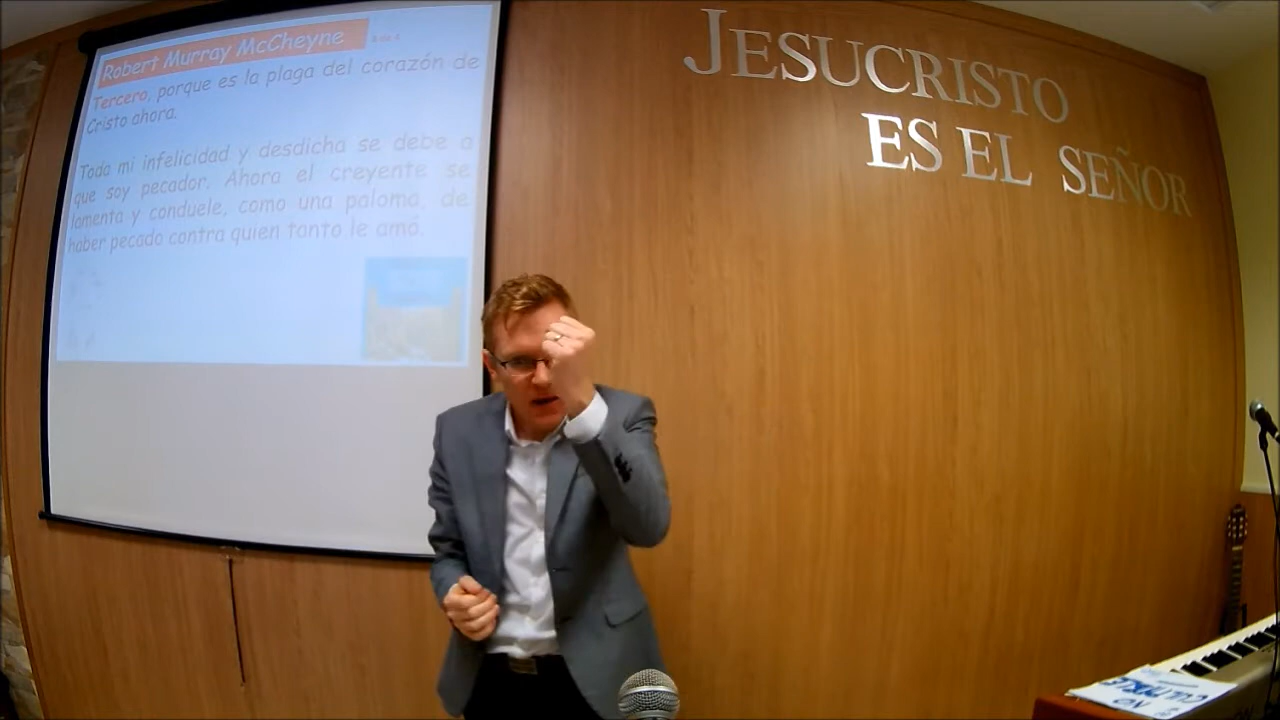 Robert Murray McCheyne
Tercero, porque es la plaga del corazón de
Cristo ahora.
Toda mi infelicidad y desdicha se debe a
que soy pecador. Ahora el creyente se
lamenta y conduele, como una paloma, de
haber pecado contra quien tanto le amó.
JESUCRISTO
ES EL SEÑOR
NO